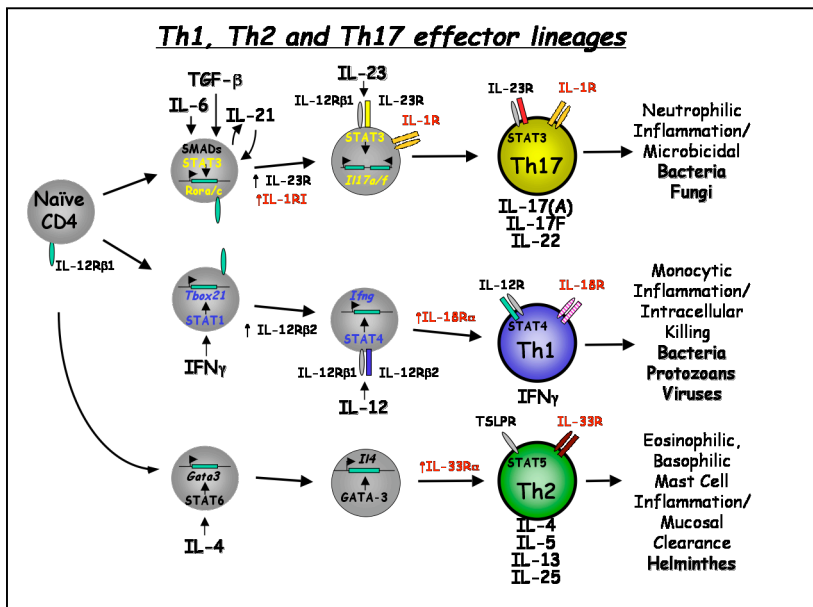 Th1, Th2 and Th17 effector lineages
TGF-β
IL-6
IL-21
SMADs
STAT3
Rora/c
↑ IL-23R
↑IL-1RI
IL-23
IL-12Rβ1
IL-23R
IL-1R
STAT3
Il17a/f
IL-23R
IL-1R
STAT3
Th17
IL-17(A)
IL-17F
IL-22
Neutrophilic
Inflammation/
Microbicidal
Bacteria
Fungi
Naïve
CD4
IL-12Rβ1
Tbox21
STAT1
IFNγ
↑ IL-12Rβ2
Ifng
STAT4
IL-12Rβ1
IL-12Rβ2
IL-12
↑IL-18Rα
IL-12R
IL-18R
STAT4
Th1
IFNγ
Monocytic
Inflammation/
Intracellular
Killing
Bacteria
Protozoans
Viruses
Gata3
STAT6
IL-4
Il4
GATA-3
↑IL-33Rα
TSLPR
IL-33R
STAT5
Th2
IL-4
IL-5
IL-13
IL-25
Eosinophilic,
Basophilic
Mast Cell
Inflammation/
Mucosal
Clearance
Helminthes